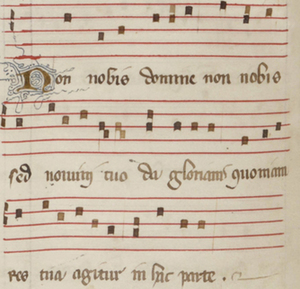 Non nobis domine non nobis
sed nomini tuo da gloriam quoniam
res tua agitur in hac parte .